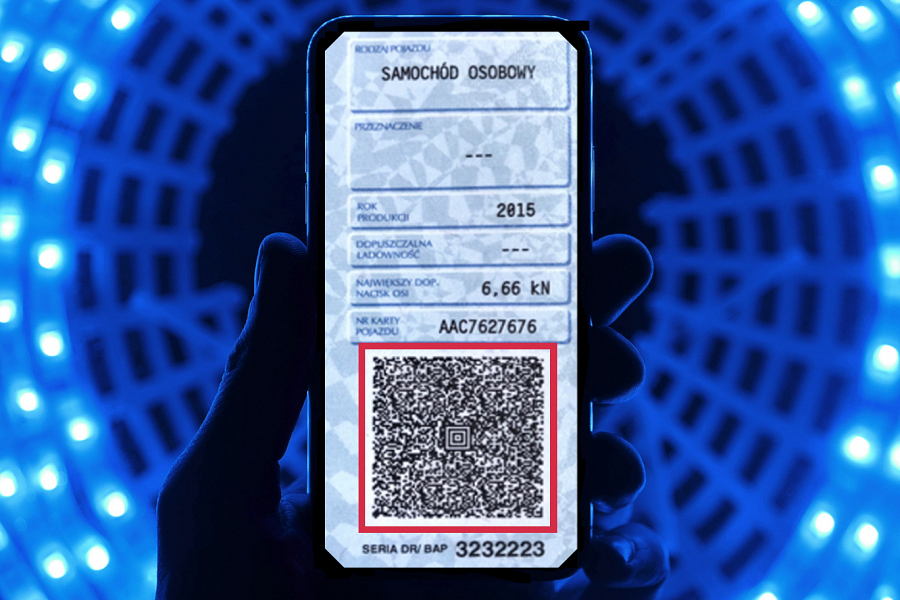 RODZAJ POJAZDU
SAMOCHÓD OSOBOWY
PRZEZNACZENIE
---
ROK
PRODUKCJI
2015
DOPUSZCZALNA
ŁADOWNOŚĆ
---
NAJWIĘKSZY DOP.
NACISK OSI
6,66 kN
NR KARTY
POJAZDU
AAC7627676
SERIA DR/ BAP 3232223